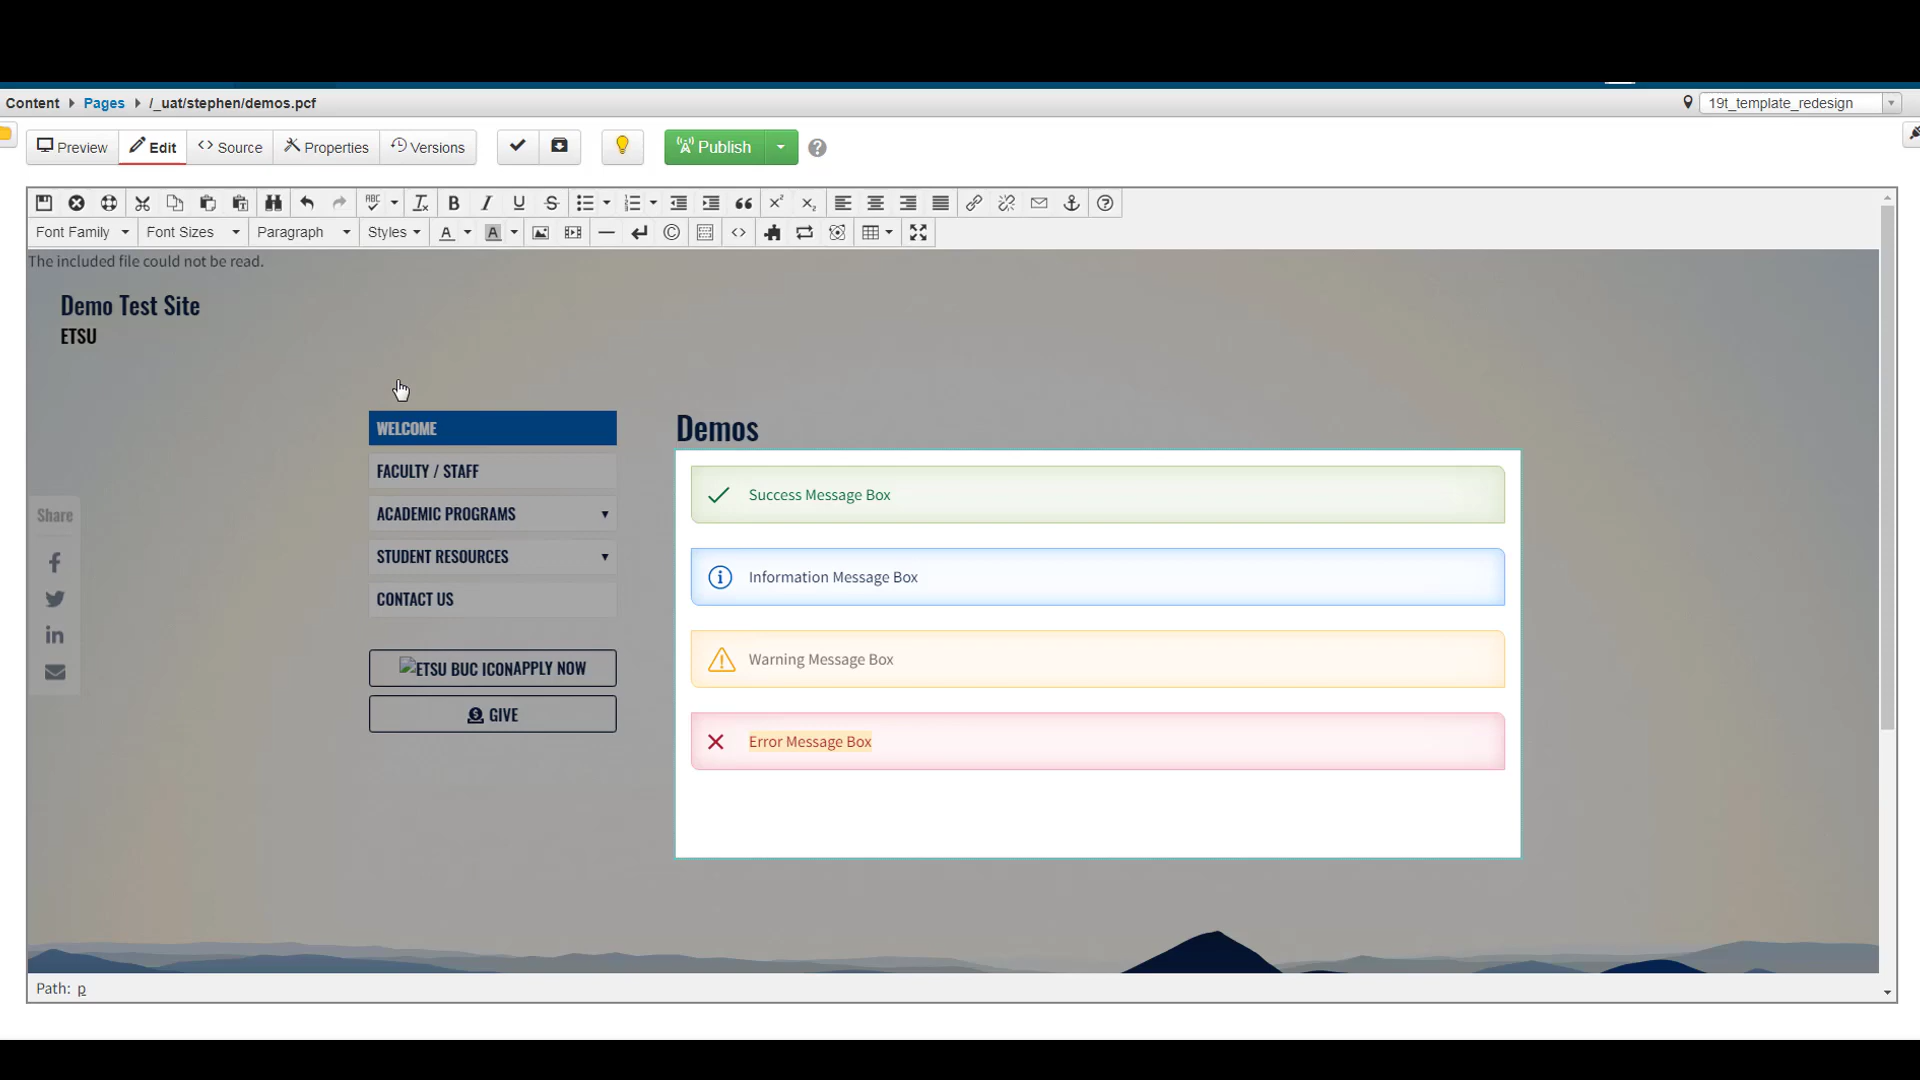 Content Pages /_uat/stephen/demos.pcf
19t_template_redesign
Preview Edit Source Properties Versions Publish
ABC
Font Family Font Sizes Paragraph Styles A A
The included file could not be read.
Demo Test Site
ETSU
WELCOME
FACULTY / STAFF
ACADEMIC PROGRAMS
STUDENT RESOURCES
CONTACT US
ETSU BUC ICONAPPLY NOW
GIVE
Share
Demos
Success Message Box
Information Message Box
Warning Message Box
Error Message Box
Path: p